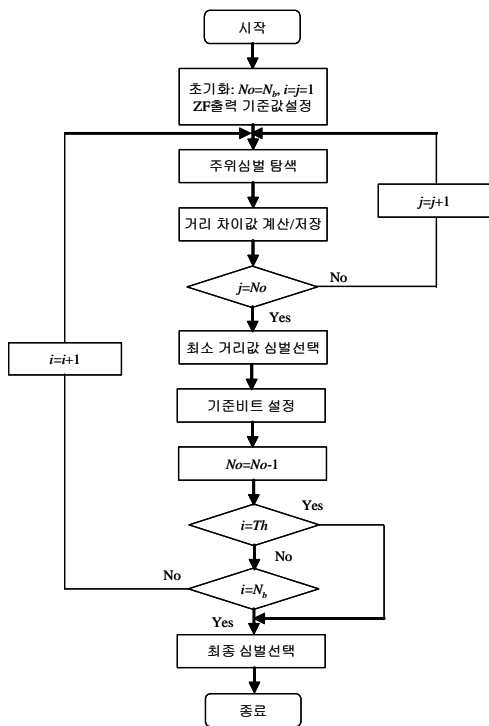 시작
초기화: No=N_b, i=j=1
ZF출력 기준값설정
주위심벌 탐색
j=j+1
거리 차이값 계산/저장
j=No
No
Yes
최소 거리값 심벌선택
i=i+1
기준비트 설정
No=No-1
Yes
i=Th
No
No
i=N_b
Yes
최종 심벌선택
종료